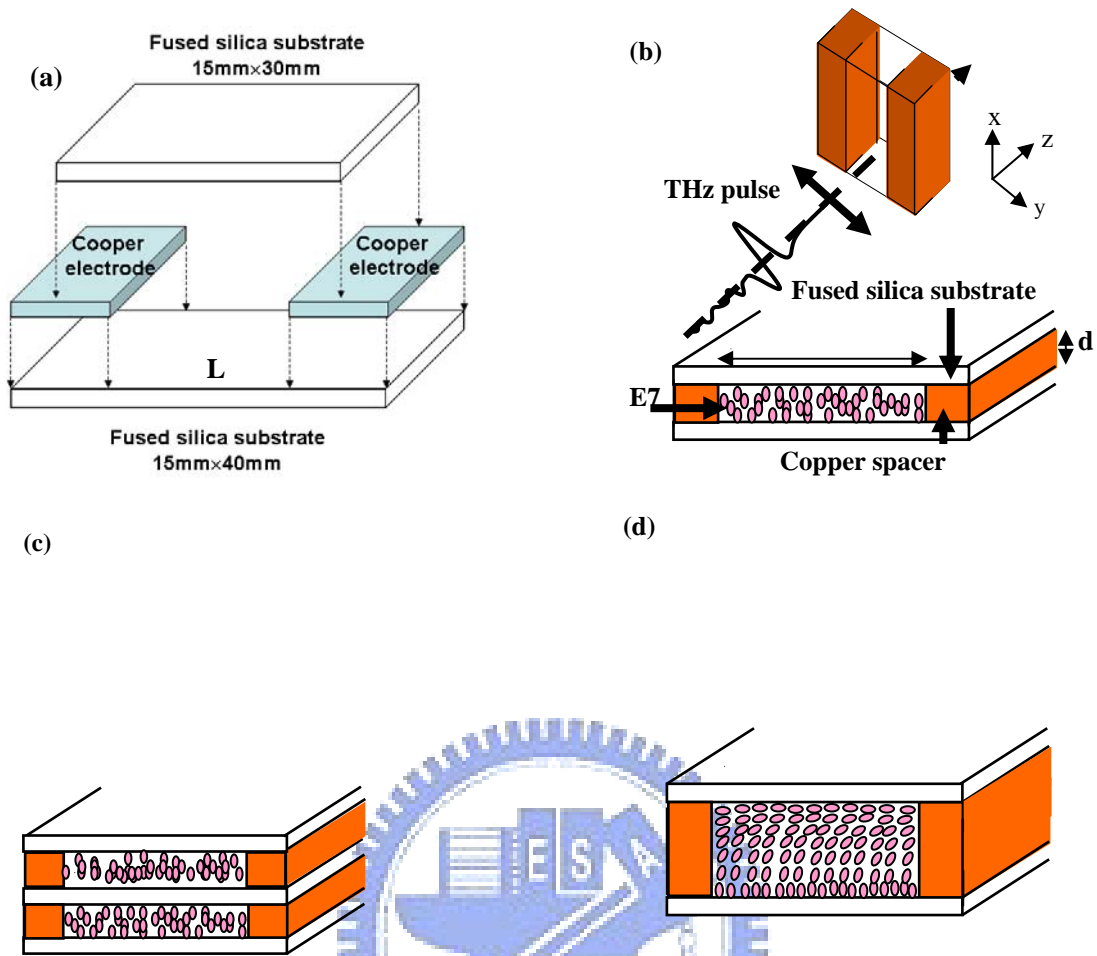 Fused silica substrate
15mm×30mm
(a)
Cooper
electrode
Cooper
electrode
L
Fused silica substrate
15mm×40mm
(b)
x
z
y
THz pulse
Fused silica substrate
d
E7
Copper spacer
(c)
(d)
E S A